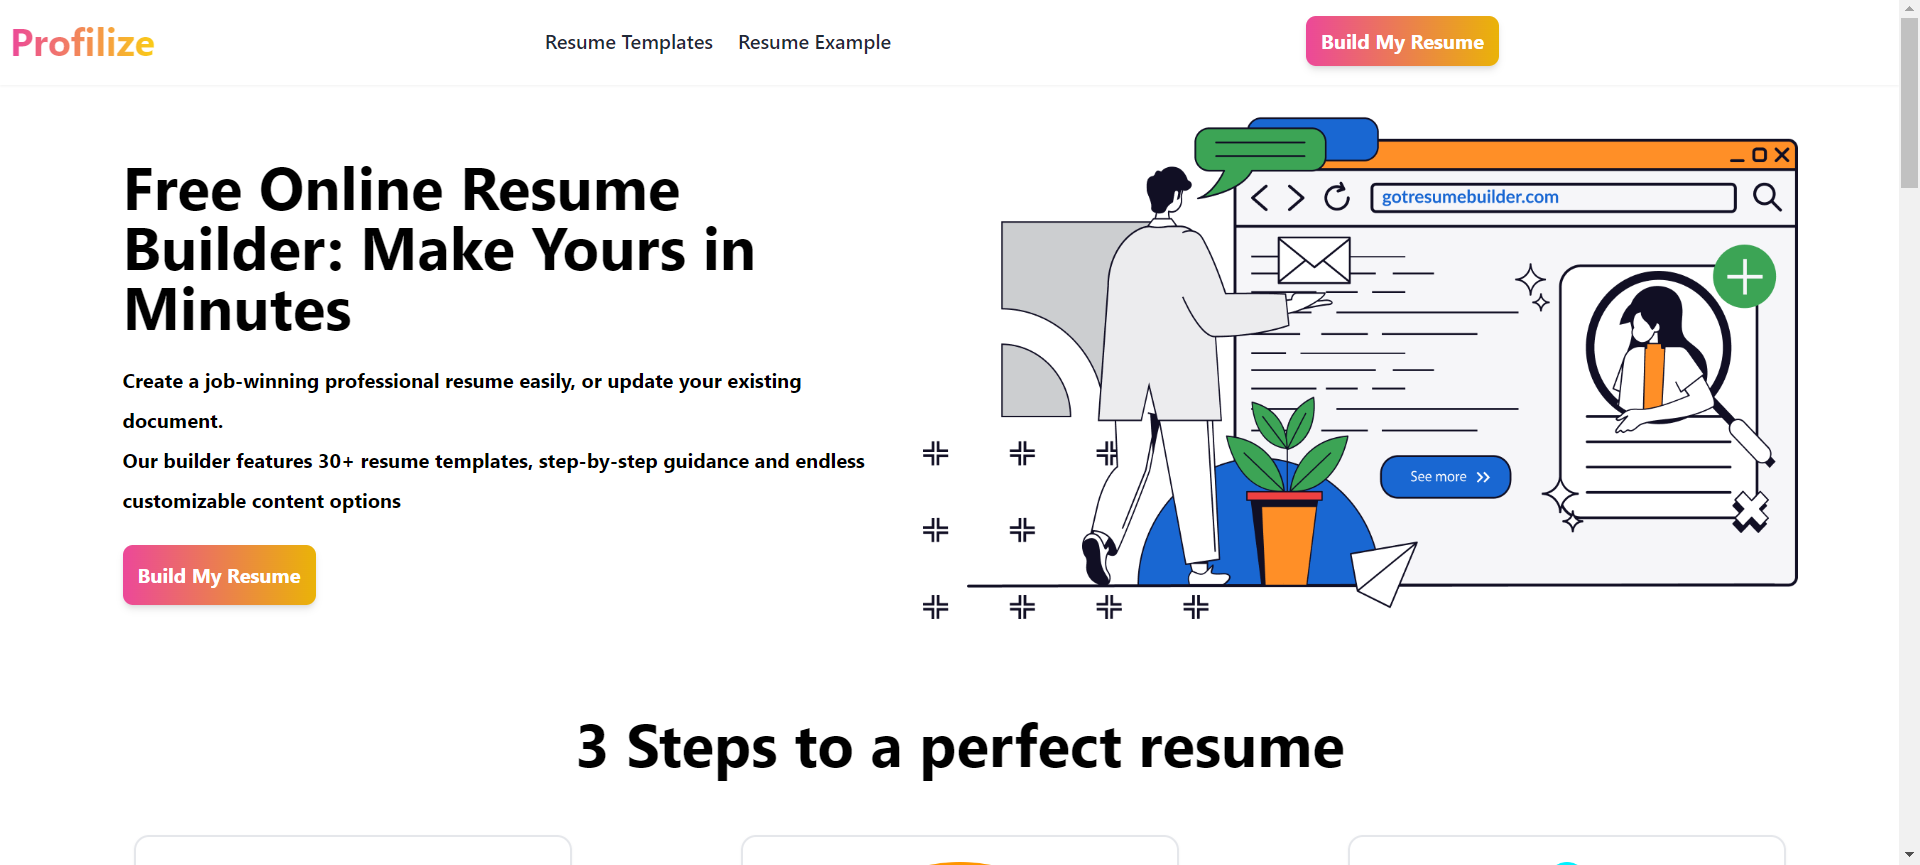 Profilize
Resume Templates
Resume Example
Build My Resume
Free Online Resume
Builder: Make Yours in
Minutes
Create a job-winning professional resume easily, or update your existing
document.
Our builder features 30+ resume templates, step-by-step guidance and endless
customizable content options
Build My Resume
gotresumebuilder.com
See more
3 Steps to a perfect resume